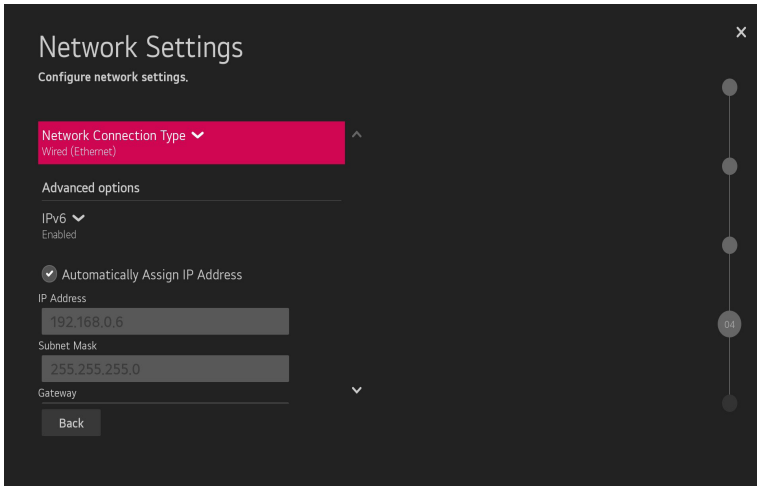 Network Settings
Configure network settings.
Network Connection Type
Wired (Ethernet)
Advanced options
IPv6
Enabled
Automatically Assign IP Address
IP Address
192.168.0.6
Subnet Mask
255.255.255.0
04
Gateway
Back